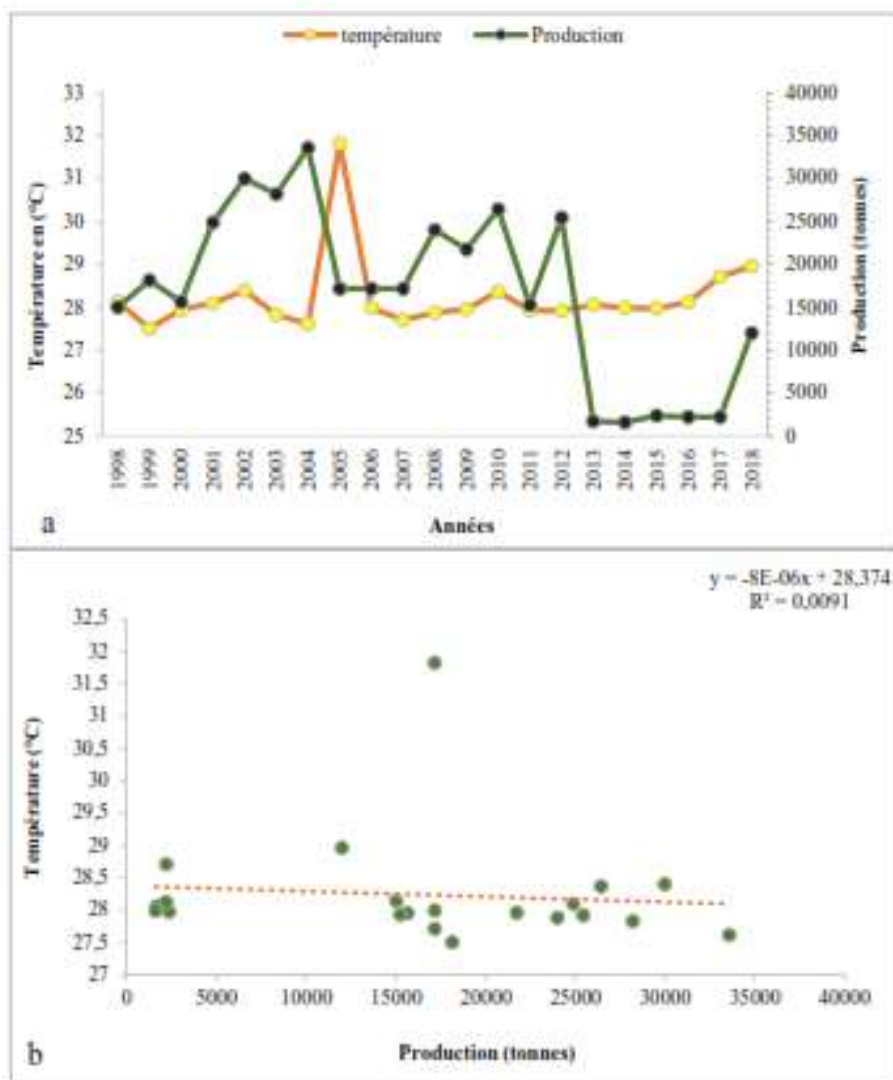 température Production
33
32
31
30
29
28
27
26
25
Température en (°C)
40000
35000
30000
25000
20000
15000
10000
5000
0
Production (tonnes)
1998 1999 2000 2001 2002 2003 2004 2005 2006 2007 2008 2009 2010 2011 2012 2013 2014 2015 2016 2017 2018
Années
a
y = -8E-06x + 28,374
R² = 0,0091
32,5
32
31,5
31
30,5
30
29,5
29
28,5
28
27,5
27
Température (°C)
0 5000 10000 15000 20000 25000 30000 35000 40000
Production (tonnes)
b